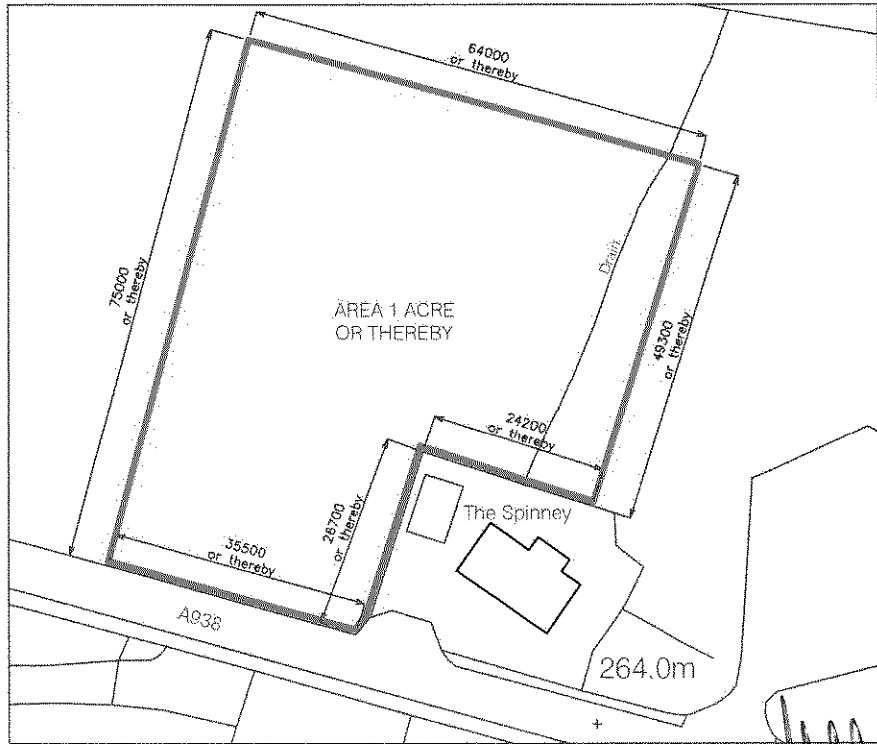 64000
or thereby
75000
or thereby
Drain
AREA 1 ACRE
OR THEREBY
49300
or thereby
24200
or thereby
The Spinney
26700
or thereby
35500
or thereby
A938
264.0m